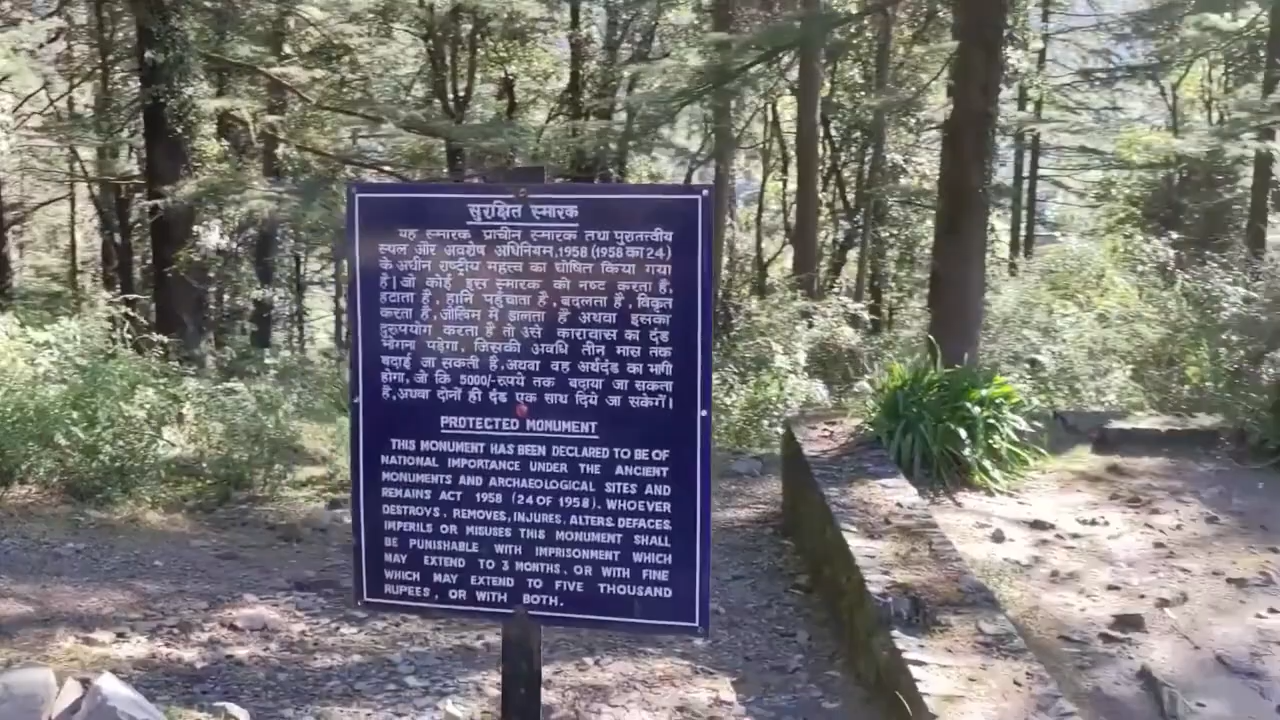 सुरक्षित स्मारक
यह स्मारक प्राचीन स्मारक तथा पुरातत्वीय
स्थल और अवशेष अधिनियम,1958 (1958 का 24)
के अधीन राष्ट्रीय महत्त्व का घोषित किया गया
है। जो कोई इस स्मारक को नष्ट करता है,
हटाता है, हानि पहुँचाता है, बदलता है, विकृत
करता है,जोखिम में डालता है अथवा इसका
दुरुपयोग करता है तो उसे कारावास का दंड
भोगना पड़ेगा, जिसकी अवधि तीन मास तक
बढ़ाई जा सकती है,अथवा वह अर्थदंड का भागी
होगा, जो कि 5000/-रूपये तक बढ़ाया जा सकता
है,अथवा दोनों ही दंड एक साथ दिये जा सकेगें।
PROTECTED MONUMENT
THIS MONUMENT HAS BEEN DECLARED TO BE OF
NATIONAL IMPORTANCE UNDER THE ANCIENT
MONUMENTS AND ARCHAEOLOGICAL SITES AND
REMAINS ACT 1958 (24 OF 1958). WHOEVER
DESTROYS, REMOVES, INJURES, ALTERS, DEFACES,
IMPERILS OR MISUSES THIS MONUMENT SHALL
BE PUNISHABLE WITH IMPRISONMENT WHICH
MAY EXTEND TO 3 MONTHS, OR WITH FINE
WHICH MAY EXTEND TO FIVE THOUSAND
RUPEES, OR WITH BOTH.